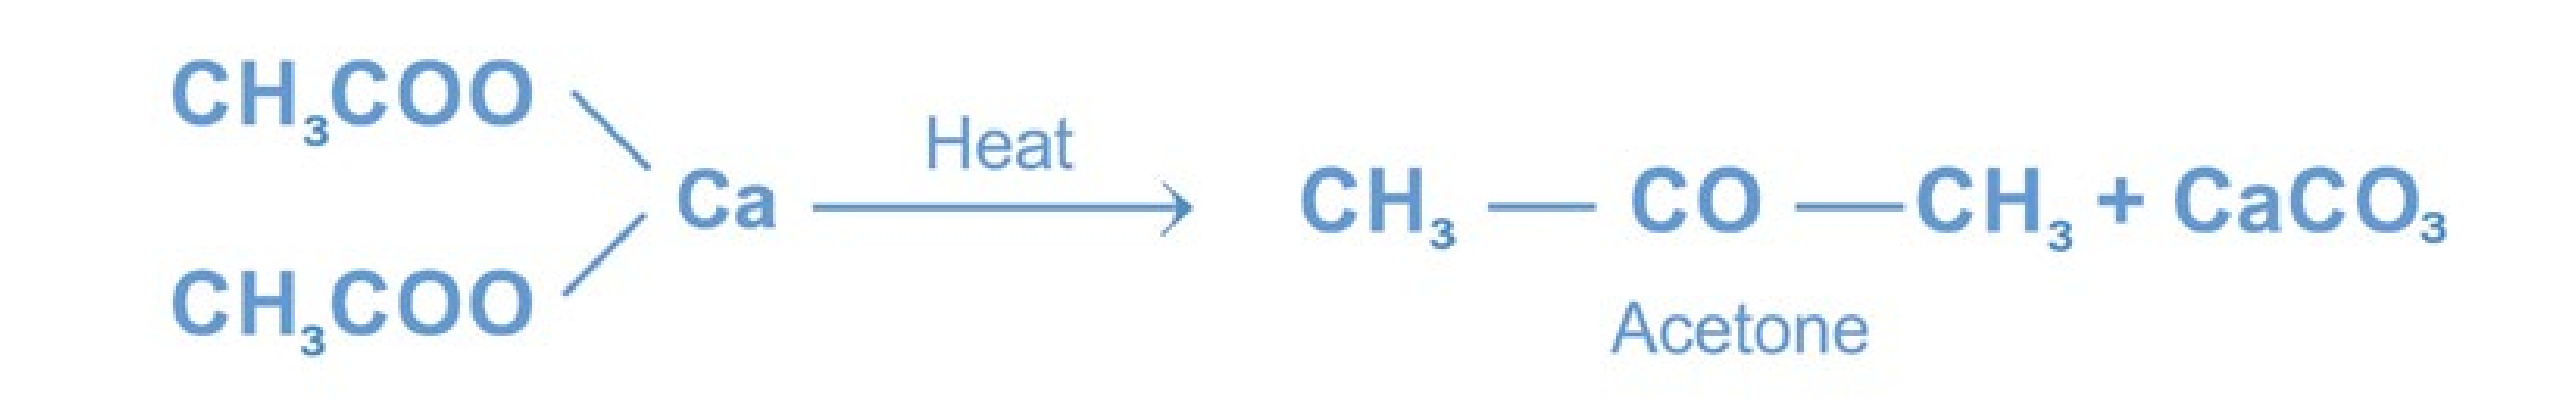 CH₃COO
Heat
Ca
CH₃ — CO — CH₃ + CaCO₃
CH₃COO
Acetone